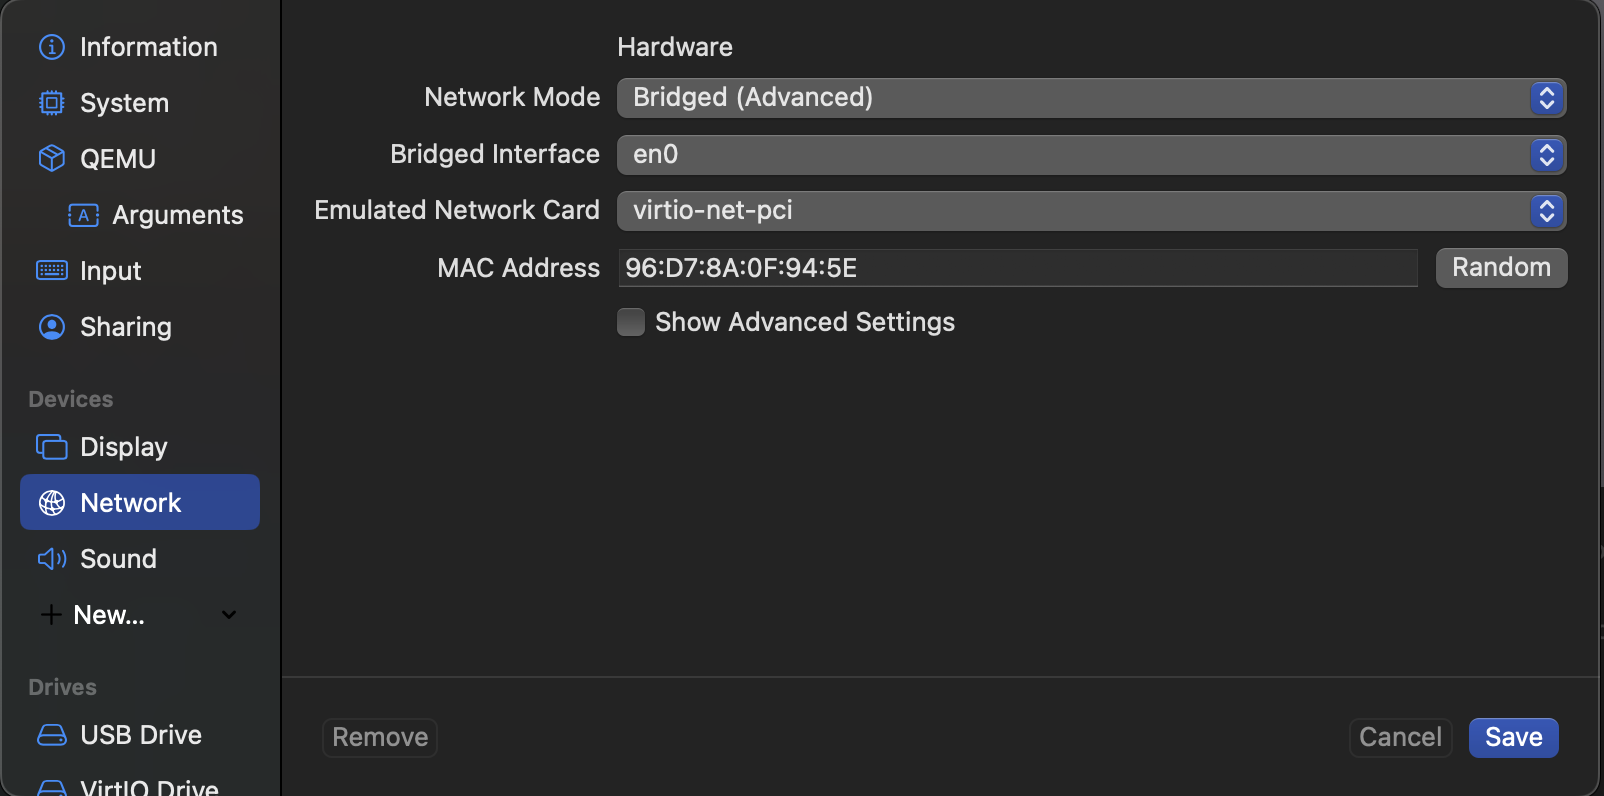 Information
System
QEMU
Arguments
Input
Sharing
Devices
Display
Network
Sound
New...
Drives
USB Drive
VirtIO Drive
Hardware
Network Mode Bridged (Advanced)
Bridged Interface en0
Emulated Network Card virtio-net-pci
MAC Address 96:D7:8A:0F:94:5E Random
Show Advanced Settings
Remove Cancel Save